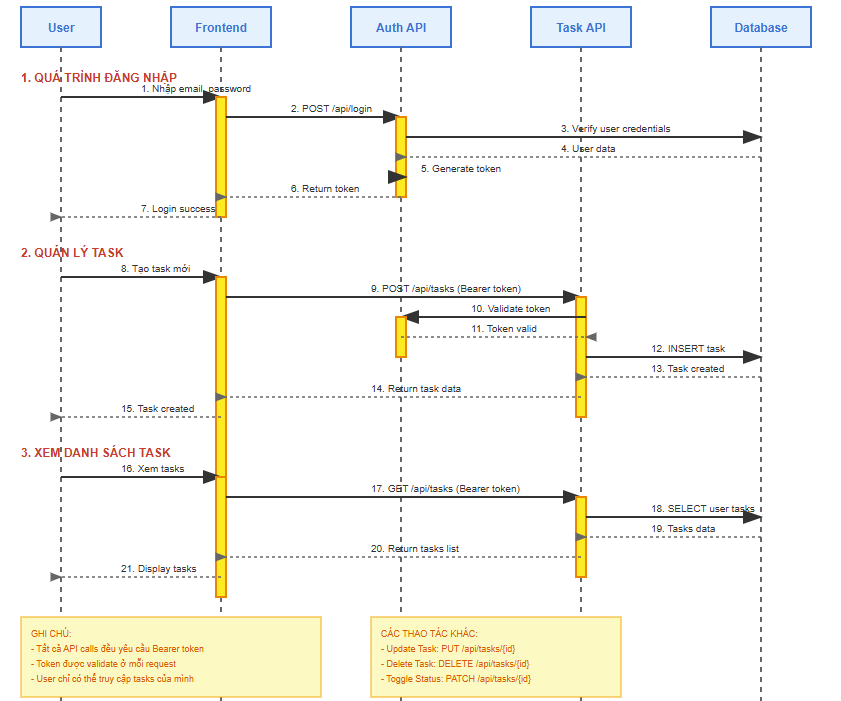 User
Frontend
Auth API
Task API
Database
1. QUÁ TRÌNH ĐĂNG NHẬP
1. Nhập email, password
2. POST /api/login
3. Verify user credentials
4. User data
5. Generate token
6. Return token
7. Login success
2. QUẢN LÝ TASK
8. Tạo task mới
9. POST /api/tasks (Bearer token)
10. Validate token
11. Token valid
12. INSERT task
13. Task created
14. Return task data
15. Task created
3. XEM DANH SÁCH TASK
16. Xem tasks
17. GET /api/tasks (Bearer token)
18. SELECT user tasks
19. Tasks data
20. Return tasks list
21. Display tasks
GHI CHÚ:
- Tất cả API calls đều yêu cầu Bearer token
- Token được validate ở mỗi request
- User chỉ có thể truy cập tasks của mình
CÁC THAO TÁC KHÁC:
- Update Task: PUT /api/tasks/{id}
- Delete Task: DELETE /api/tasks/{id}
- Toggle Status: PATCH /api/tasks/{id}